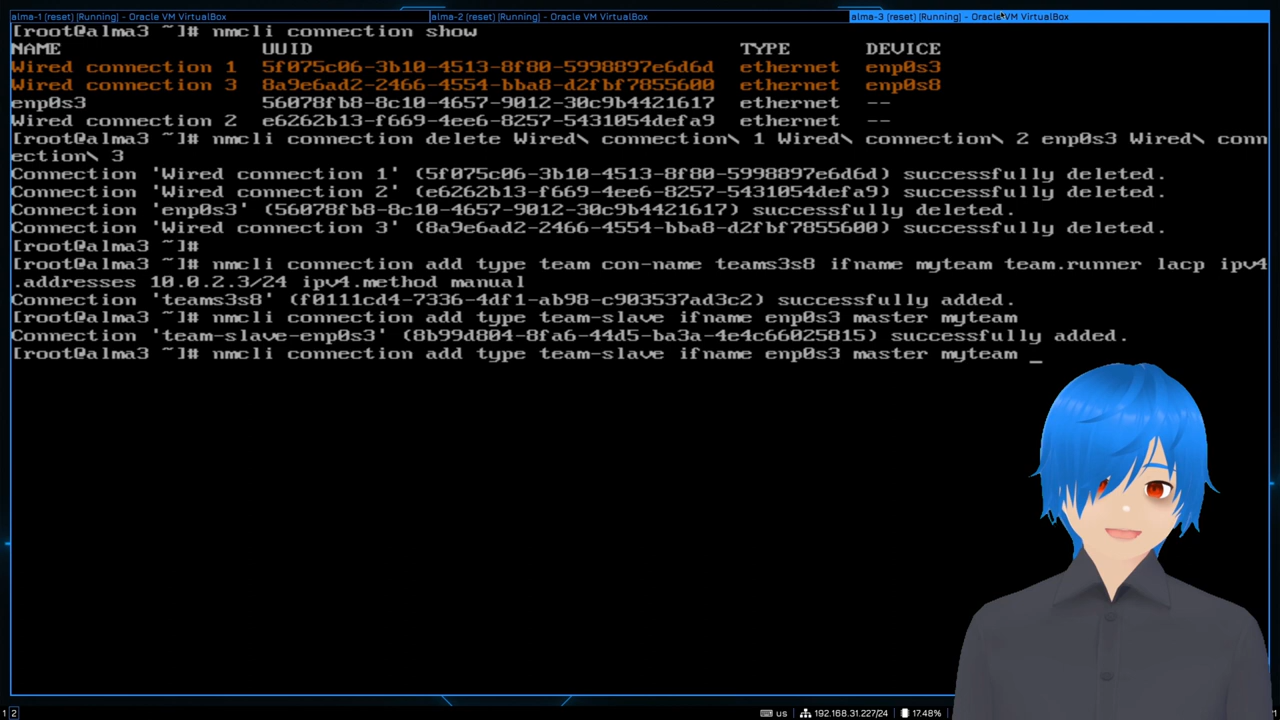 alma-1 (reset) [Running] - Oracle VM VirtualBox
alma-2 (reset) [Running] - Oracle VM VirtualBox
alma-3 (reset) [Running] - Oracle VM VirtualBox
[root@alma3 ~]# nmcli connection show
NAME UUID TYPE DEVICE
Wired connection 1 5f075c06-3b10-4513-8f80-5998897e6d6d ethernet enp0s3
Wired connection 3 8a9e6ad2-2466-4554-bba8-d2fbf7855600 ethernet enp0s8
enp0s3 56078fb8-8c10-4657-9012-30c9b4421617 ethernet --
Wired connection 2 e6262b13-f669-4ee6-8257-5431054defa9 ethernet --
[root@alma3 ~]# nmcli connection delete Wired\ connection\ 1 Wired\ connection\ 2 enp0s3 Wired\ conn
ection\ 3
Connection 'Wired connection 1' (5f075c06-3b10-4513-8f80-5998897e6d6d) successfully deleted.
Connection 'Wired connection 2' (e6262b13-f669-4ee6-8257-5431054defa9) successfully deleted.
Connection 'enp0s3' (56078fb8-8c10-4657-9012-30c9b4421617) successfully deleted.
Connection 'Wired connection 3' (8a9e6ad2-2466-4554-bba8-d2fbf7855600) successfully deleted.
[root@alma3 ~]#
[root@alma3 ~]# nmcli connection add type team con-name teams3s8 ifname myteam team.runner lacp ipv4
.addresses 10.0.2.3/24 ipv4.method manual
Connection 'teams3s8' (f0111cd4-7336-4df1-ab98-c903537ad3c2) successfully added.
[root@alma3 ~]# nmcli connection add type team-slave ifname enp0s3 master myteam
Connection 'team-slave-enp0s3' (8b99d804-8fa6-44d5-ba3a-4e4c66025815) successfully added.
[root@alma3 ~]# nmcli connection add type team-slave ifname enp0s3 master myteam _
1 2 us 192.168.31.227/24 17.48%